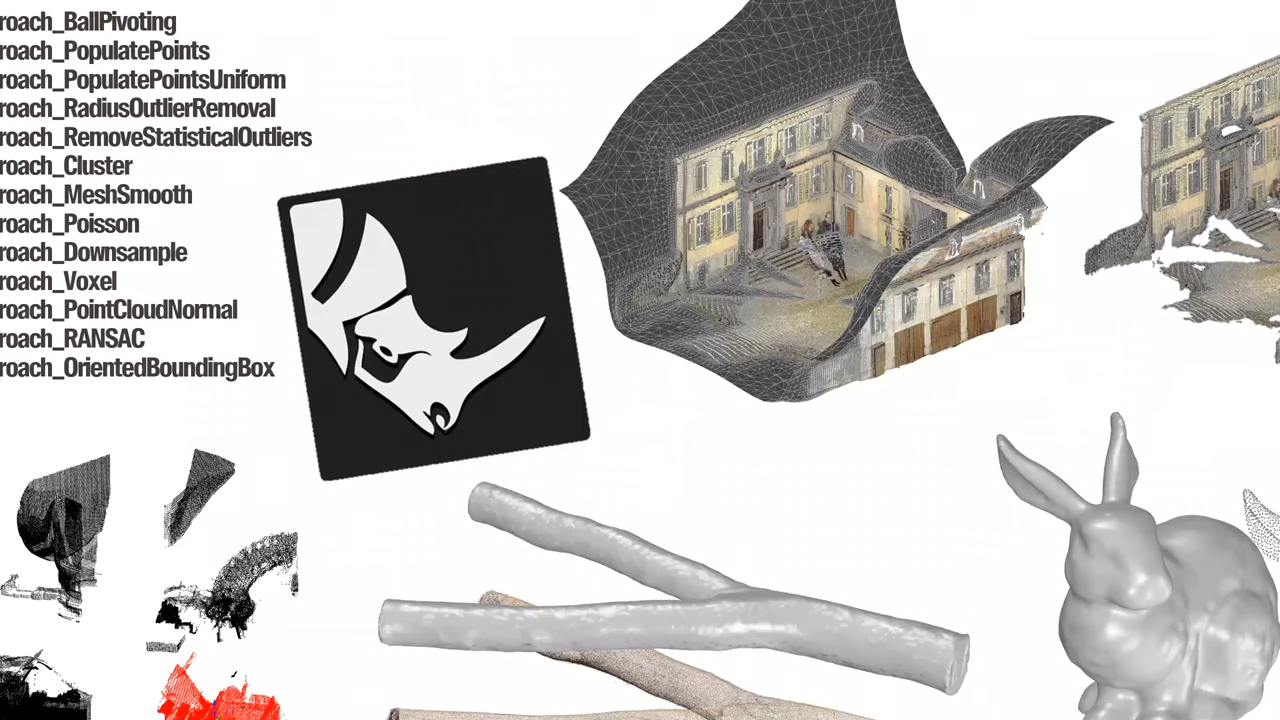 roach_BallPivoting
roach_PopulatePoints
roach_PopulatePointsUniform
roach_RadiusOutlierRemoval
roach_RemoveStatisticalOutliers
roach_Cluster
roach_MeshSmooth
roach_Poisson
roach_Downsample
roach_Voxel
roach_PointCloudNormal
roach_RANSAC
roach_OrientedBoundingBox